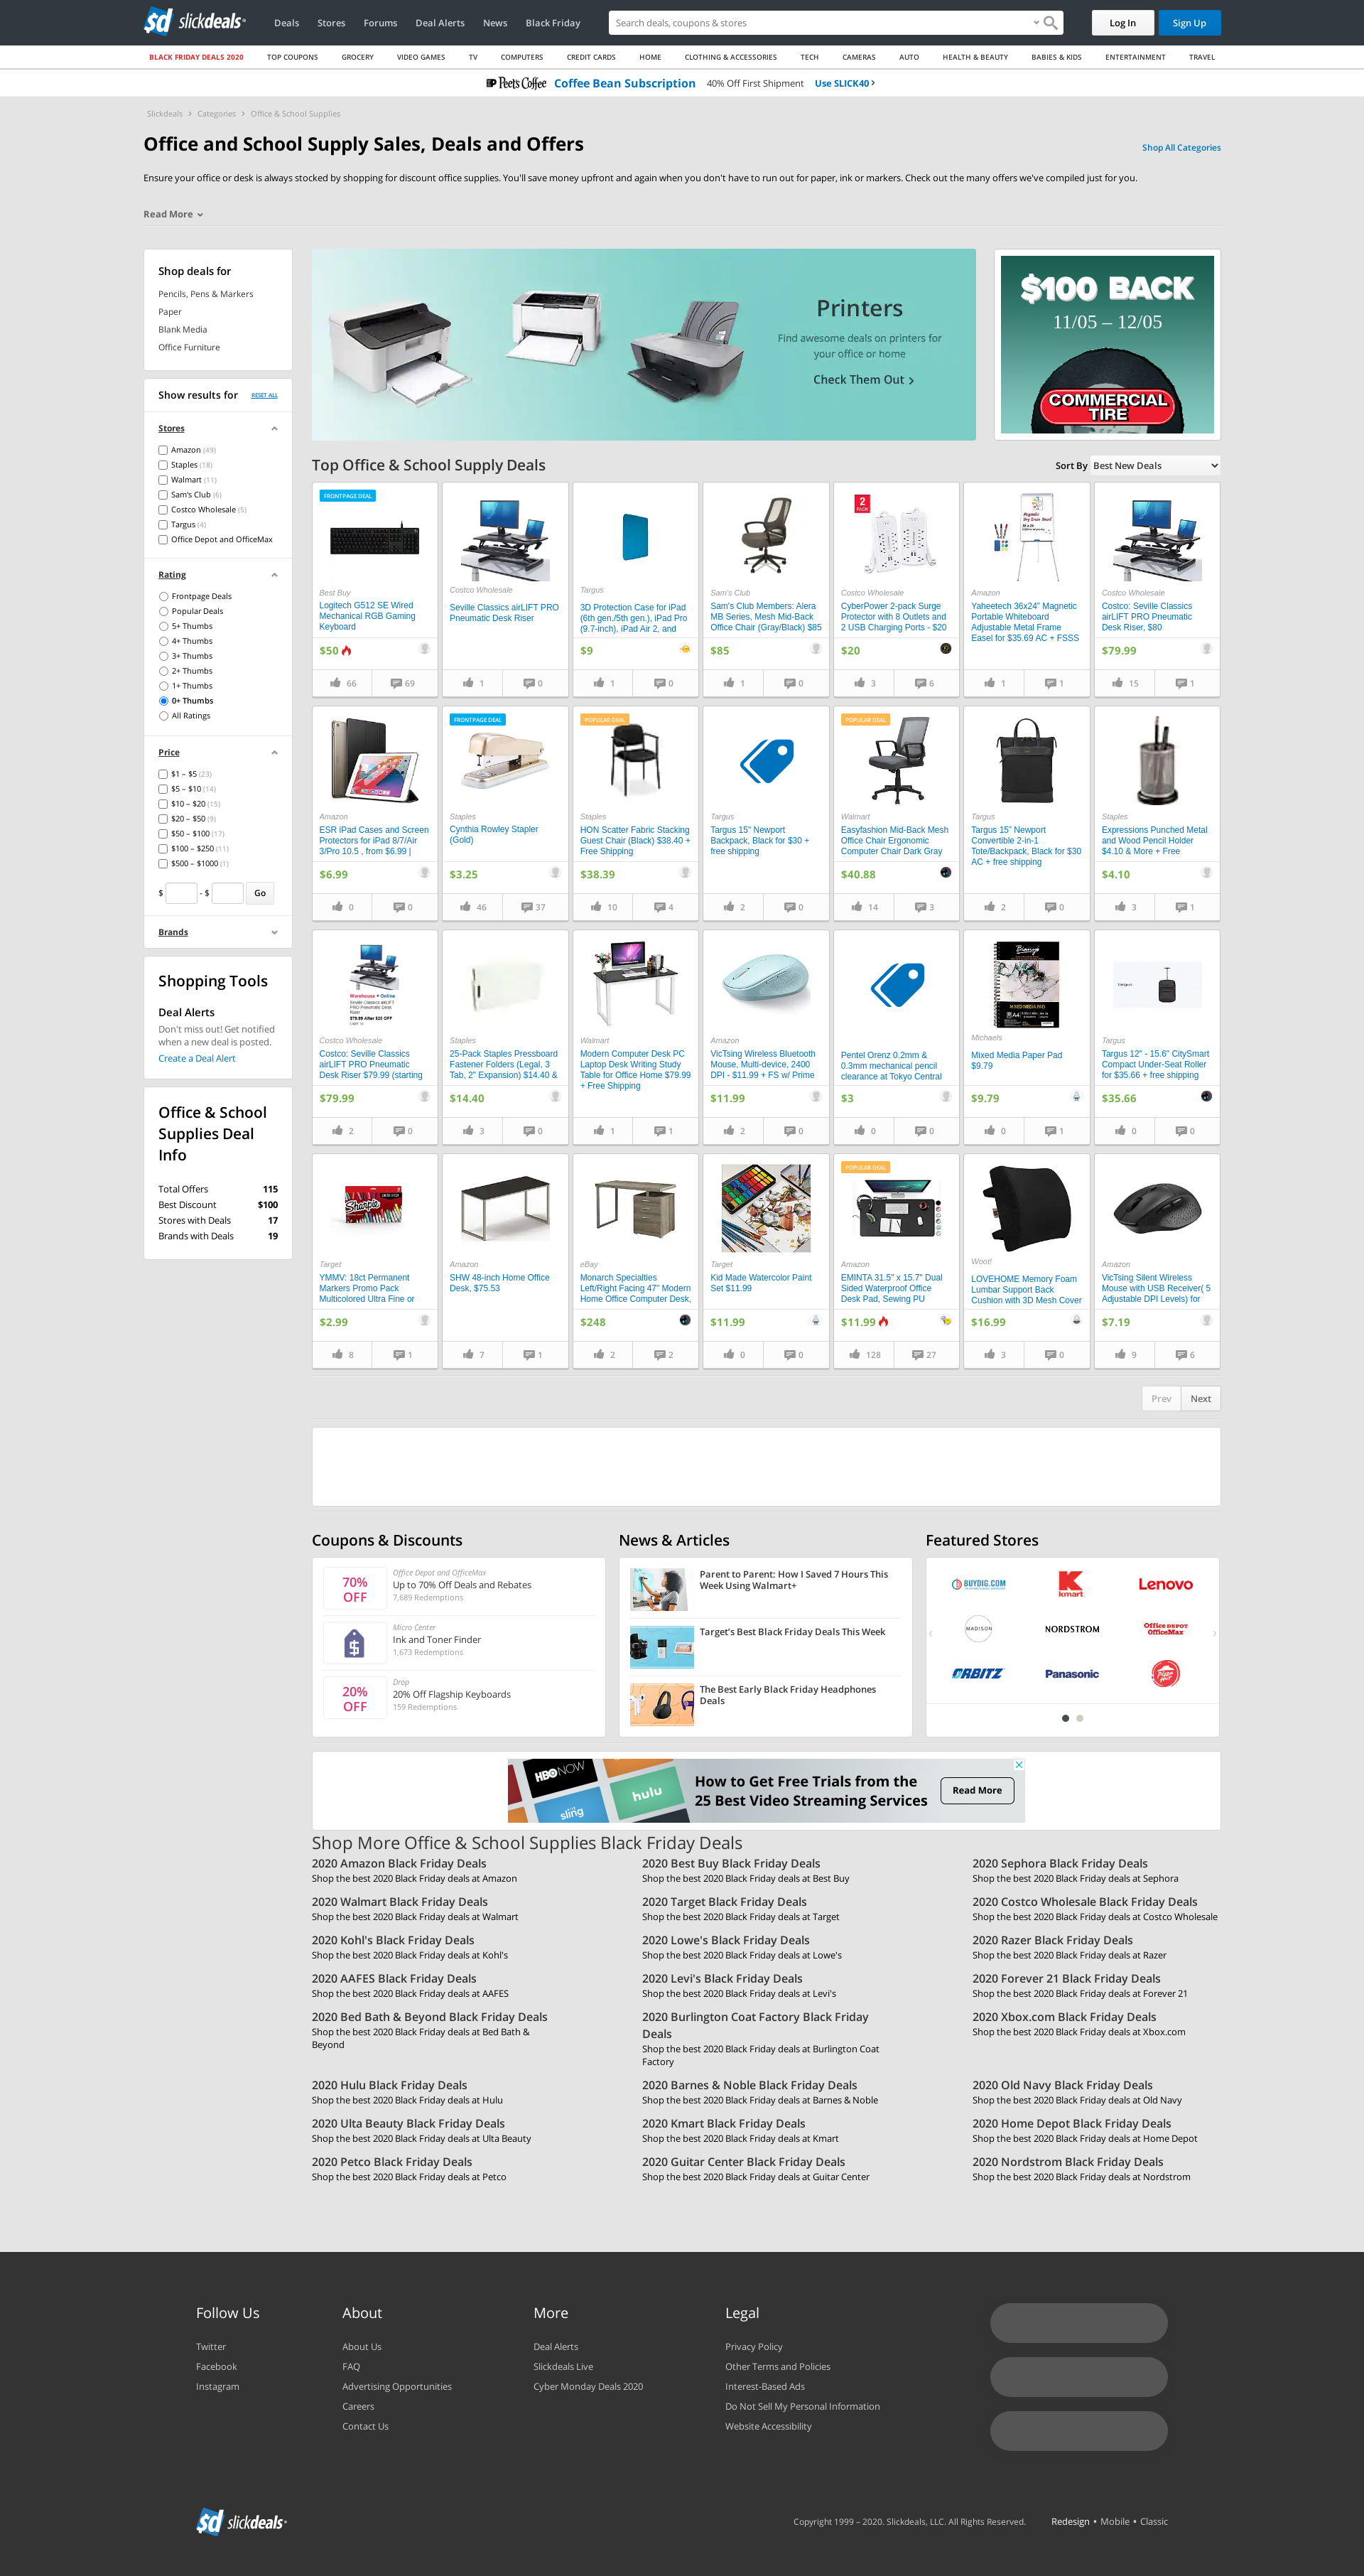 sd slickdeals
Deals
Stores
Forums
Deal Alerts
News
Black Friday
Search deals, coupons & stores
Log In
Sign Up
BLACK FRIDAY DEALS 2020
TOP COUPONS
GROCERY
VIDEO GAMES
TV
COMPUTERS
CREDIT CARDS
HOME
CLOTHING & ACCESSORIES
TECH
CAMERAS
AUTO
HEALTH & BEAUTY
BABIES & KIDS
ENTERTAINMENT
TRAVEL
Peet's Coffee Coffee Bean Subscription 40% Off First Shipment Use SLICK40 ›
Slickdeals › Categories › Office & School Supplies
Office and School Supply Sales, Deals and Offers
Shop All Categories
Ensure your office or desk is always stocked by shopping for discount office supplies. You'll save money upfront and again when you don't have to run out for paper, ink or markers. Check out the many offers we've compiled just for you.
Read More
Shop deals for
Pencils, Pens & Markers
Paper
Blank Media
Office Furniture
Show results for
RESET ALL
Stores
Amazon (49)
Staples (18)
Walmart (11)
Sam's Club (6)
Costco Wholesale (5)
Targus (4)
Office Depot and OfficeMax
Rating
Frontpage Deals
Popular Deals
5+ Thumbs
4+ Thumbs
3+ Thumbs
2+ Thumbs
1+ Thumbs
0+ Thumbs
All Ratings
Price
$1 – $5 (23)
$5 – $10 (14)
$10 – $20 (15)
$20 – $50 (9)
$50 – $100 (17)
$100 – $250 (11)
$500 – $1000 (1)
$ - $ Go
Brands
Shopping Tools
Deal Alerts
Don't miss out! Get notified
when a new deal is posted.
Create a Deal Alert
Office & School
Supplies Deal
Info
Total Offers 115
Best Discount $100
Stores with Deals 17
Brands with Deals 19
Printers
Find awesome deals on printers for
your office or home
Check Them Out ›
$100 BACK
11/05 – 12/05
COMMERCIAL
TIRE
Top Office & School Supply Deals
Sort By Best New Deals
FRONTPAGE DEAL
Best Buy
Logitech G512 SE Wired
Mechanical RGB Gaming
Keyboard
$50
66 69
Costco Wholesale
Seville Classics airLIFT PRO
Pneumatic Desk Riser
1 0
Targus
3D Protection Case for iPad
(6th gen./5th gen.), iPad Pro
(9.7-inch), iPad Air 2, and
$9
1 0
Sam's Club
Sam's Club Members: Alera
MB Series, Mesh Mid-Back
Office Chair (Gray/Black) $85
$85
1 0
2 PACK
Costco Wholesale
CyberPower 2-pack Surge
Protector with 8 Outlets and
2 USB Charging Ports - $20
$20
3 6
Amazon
Yaheetech 36x24" Magnetic
Portable Whiteboard
Adjustable Metal Frame
Easel for $35,69 AC + FSSS
1 1
Costco Wholesale
Costco: Seville Classics
airLIFT PRO Pneumatic
Desk Riser, $80
$79.99
15 1
Amazon
ESR iPad Cases and Screen
Protectors for iPad 8/7/Air
3/Pro 10.5 , from $6.99 |
$6.99
0 0
FRONTPAGE DEAL
Staples
Cynthia Rowley Stapler
(Gold)
$3.25
46 37
POPULAR DEAL
Staples
HON Scatter Fabric Stacking
Guest Chair (Black) $38.40 +
Free Shipping
$38.39
10 4
Targus
Targus 15" Newport
Backpack, Black for $30 +
free shipping
2 0
POPULAR DEAL
Walmart
Easyfashion Mid-Back Mesh
Office Chair Ergonomic
Computer Chair Dark Gray
$40.88
14 3
Targus
Targus 15" Newport
Convertible 2-in-1
Tote/Backpack, Black for $30
AC + free shipping
2 0
Staples
Expressions Punched Metal
and Wood Pencil Holder
$4.10 & More + Free
$4.10
3 1
Costco Wholesale
Costco: Seville Classics
airLIFT PRO Pneumatic
Desk Riser $79.99 (starting
$79.99
2 0
Staples
25-Pack Staples Pressboard
Fastener Folders (Legal, 3
Tab, 2" Expansion) $14.40 &
$14.40
3 0
Walmart
Modern Computer Desk PC
Laptop Desk Writing Study
Table for Office Home $79.99
+ Free Shipping
1 1
Amazon
VicTsing Wireless Bluetooth
Mouse, Multi-device, 2400
DPI - $11.99 + FS w/ Prime
$11.99
2 0
Pentel Orenz 0.2mm &
0.3mm mechanical pencil
clearance at Tokyo Central
$3
0 0
Michaels
Mixed Media Paper Pad
$9.79
$9.79
0 1
Targus
Targus 12" - 15.6" CitySmart
Compact Under-Seat Roller
for $35.66 + free shipping
$35.66
0 0
Sharpie
Target
YMMV: 18ct Permanent
Markers Promo Pack
Multicolored Ultra Fine or
$2.99
8 1
Amazon
SHW 48-inch Home Office
Desk, $75.53
7 1
eBay
Monarch Specialties
Left/Right Facing 47" Modern
Home Office Computer Desk,
$248
2 2
Target
Kid Made Watercolor Paint
Set $11.99
$11.99
0 0
POPULAR DEAL
Amazon
EMINTA 31.5" x 15.7" Dual
Sided Waterproof Office
Desk Pad, Sewing PU
$11.99
128 27
Woot!
LOVEHOME Memory Foam
Lumbar Support Back
Cushion with 3D Mesh Cover
$16.99
3 0
Amazon
VicTsing Silent Wireless
Mouse with USB Receiver( 5
Adjustable DPI Levels) for
$7.19
9 6
Prev Next
Coupons & Discounts
70% OFF
Office Depot and OfficeMax
Up to 70% Off Deals and Rebates
7,689 Redemptions
Micro Center
Ink and Toner Finder
1,673 Redemptions
20% OFF
Drop
20% Off Flagship Keyboards
159 Redemptions
News & Articles
Parent to Parent: How I Saved 7 Hours This
Week Using Walmart+
Target's Best Black Friday Deals This Week
The Best Early Black Friday Headphones
Deals
Featured Stores
BUYDIG.COM
kmart
Lenovo
MADISON
NORDSTROM
Office DEPOT OfficeMax
ORBITZ
Panasonic
Pizza Hut
HBO NOW
sling
hulu
How to Get Free Trials from the
25 Best Video Streaming Services
Read More
Shop More Office & School Supplies Black Friday Deals
2020 Amazon Black Friday Deals
Shop the best 2020 Black Friday deals at Amazon
2020 Best Buy Black Friday Deals
Shop the best 2020 Black Friday deals at Best Buy
2020 Sephora Black Friday Deals
Shop the best 2020 Black Friday deals at Sephora
2020 Walmart Black Friday Deals
Shop the best 2020 Black Friday deals at Walmart
2020 Target Black Friday Deals
Shop the best 2020 Black Friday deals at Target
2020 Costco Wholesale Black Friday Deals
Shop the best 2020 Black Friday deals at Costco Wholesale
2020 Kohl's Black Friday Deals
Shop the best 2020 Black Friday deals at Kohl's
2020 Lowe's Black Friday Deals
Shop the best 2020 Black Friday deals at Lowe's
2020 Razer Black Friday Deals
Shop the best 2020 Black Friday deals at Razer
2020 AAFES Black Friday Deals
Shop the best 2020 Black Friday deals at AAFES
2020 Levi's Black Friday Deals
Shop the best 2020 Black Friday deals at Levi's
2020 Forever 21 Black Friday Deals
Shop the best 2020 Black Friday deals at Forever 21
2020 Bed Bath & Beyond Black Friday Deals
Shop the best 2020 Black Friday deals at Bed Bath &
Beyond
2020 Burlington Coat Factory Black Friday
Deals
Shop the best 2020 Black Friday deals at Burlington Coat
Factory
2020 Xbox.com Black Friday Deals
Shop the best 2020 Black Friday deals at Xbox.com
2020 Hulu Black Friday Deals
Shop the best 2020 Black Friday deals at Hulu
2020 Barnes & Noble Black Friday Deals
Shop the best 2020 Black Friday deals at Barnes & Noble
2020 Old Navy Black Friday Deals
Shop the best 2020 Black Friday deals at Old Navy
2020 Ulta Beauty Black Friday Deals
Shop the best 2020 Black Friday deals at Ulta Beauty
2020 Kmart Black Friday Deals
Shop the best 2020 Black Friday deals at Kmart
2020 Home Depot Black Friday Deals
Shop the best 2020 Black Friday deals at Home Depot
2020 Petco Black Friday Deals
Shop the best 2020 Black Friday deals at Petco
2020 Guitar Center Black Friday Deals
Shop the best 2020 Black Friday deals at Guitar Center
2020 Nordstrom Black Friday Deals
Shop the best 2020 Black Friday deals at Nordstrom
Follow Us
Twitter
Facebook
Instagram
About
About Us
FAQ
Advertising Opportunities
Careers
Contact Us
More
Deal Alerts
Slickdeals Live
Cyber Monday Deals 2020
Legal
Privacy Policy
Other Terms and Policies
Interest-Based Ads
Do Not Sell My Personal Information
Website Accessibility
sd slickdeals
Copyright 1999 – 2020. Slickdeals, LLC. All Rights Reserved.
Redesign • Mobile • Classic